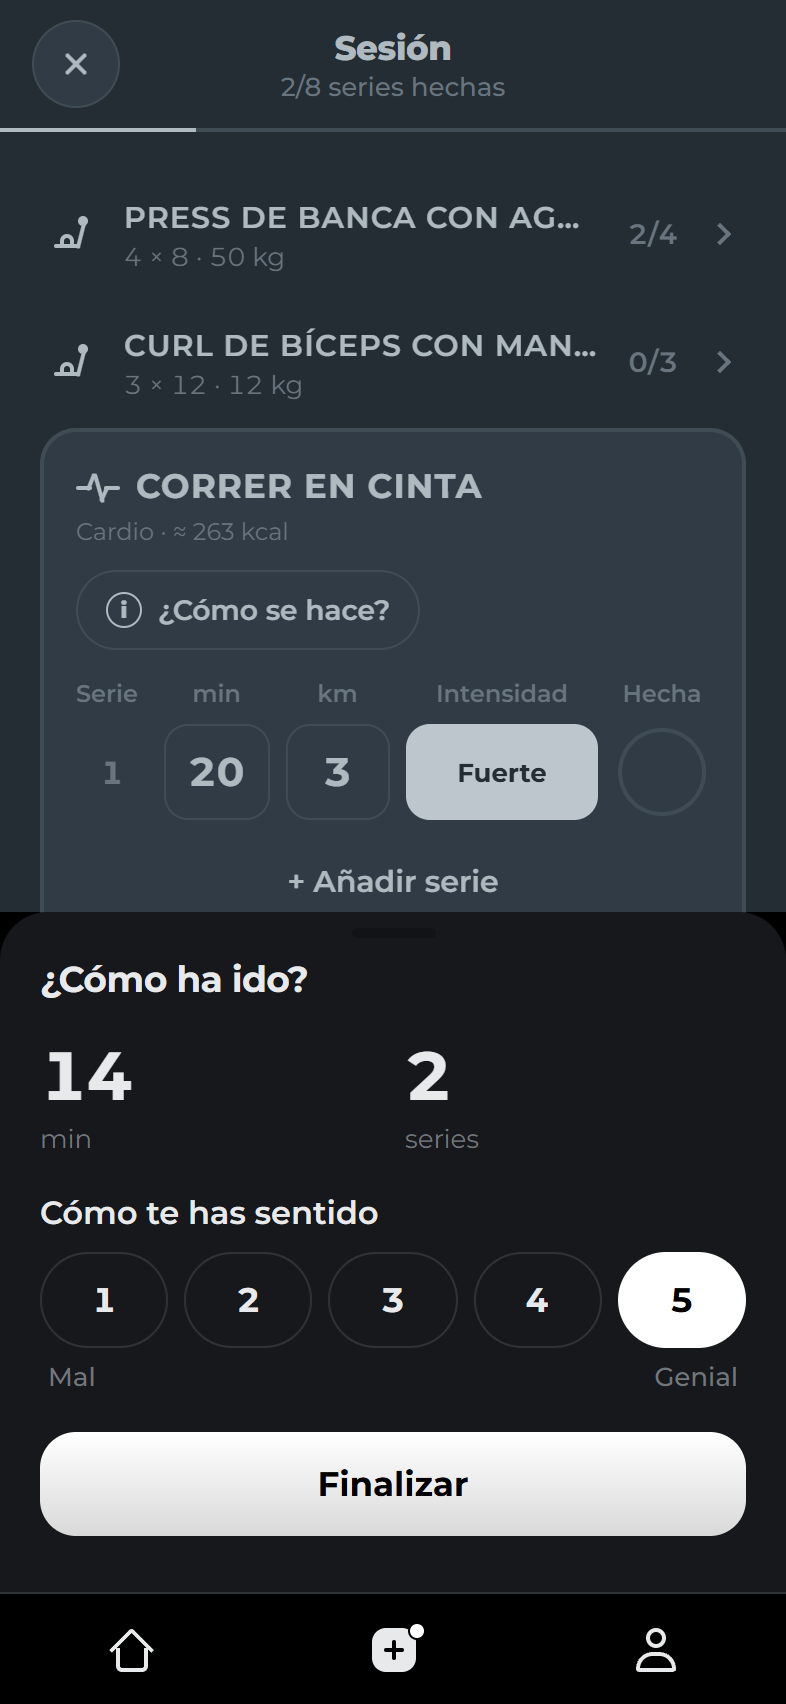 Sesión
2/8 series hechas
PRESS DE BANCA CON AG...
4 × 8 · 50 kg
2/4
CURL DE BÍCEPS CON MAN...
3 × 12 · 12 kg
0/3
CORRER EN CINTA
Cardio · ≈ 263 kcal
¿Cómo se hace?
Serie min km Intensidad Hecha
1 20 3 Fuerte
+ Añadir serie
¿Cómo ha ido?
14 2
min series
Cómo te has sentido
1 2 3 4 5
Mal Genial
Finalizar